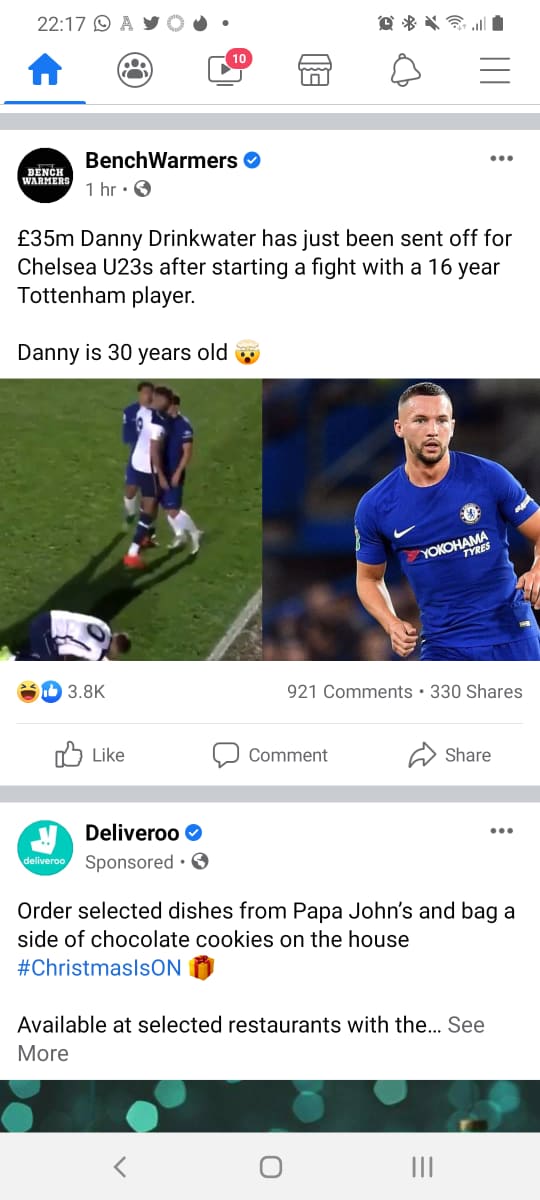 22:17
10
BENCH
WARMERS
BenchWarmers
1 hr •
£35m Danny Drinkwater has just been sent off for
Chelsea U23s after starting a fight with a 16 year
Tottenham player.
Danny is 30 years old 🤯
YOKOHAMA
TYRES
3.8K
921 Comments • 330 Shares
Like
Comment
Share
deliveroo
Deliveroo
Sponsored •
Order selected dishes from Papa John's and bag a
side of chocolate cookies on the house
#ChristmasIsON 🎁
Available at selected restaurants with the... See
More